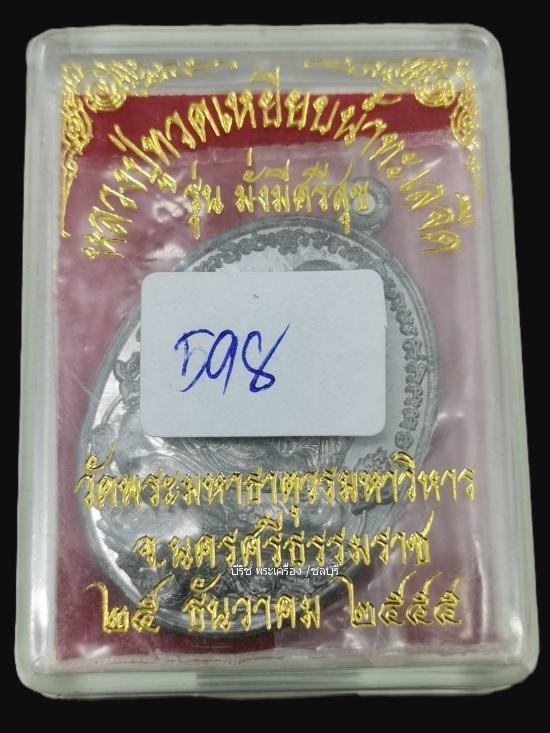 หลวงปู่ทวดเหยียบน้ำทะเลจืด
รุ่น มั่งมีศรีสุข
D98
วัดพระมหาธาตุวรมหาวิหาร
จ.นครศรีธรรมราช
บีริช พระเครื่อง /ชลบุรี
๒๕ ธันวาคม ๒๕๕๕